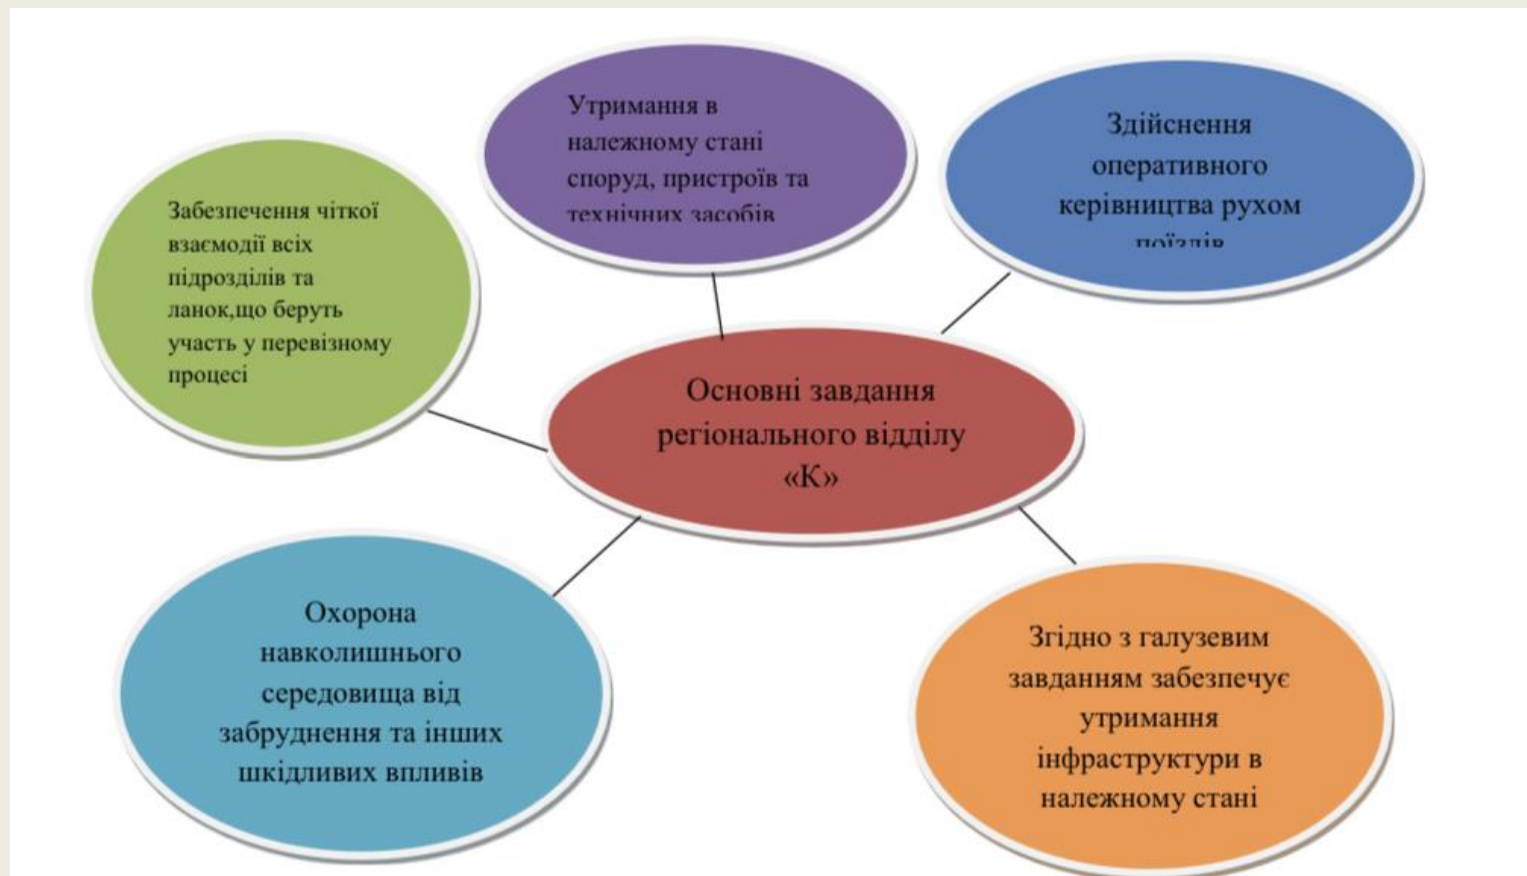 Утримання в
належному стані
споруд, пристроїв та
технічних засобів
Здійснення
оперативного
керівництва рухом
поїздів
Забезпечення чіткої
взаємодії всіх
підрозділів та
ланок,що беруть
участь у перевізному
процесі
Основні завдання
регіонального відділу
«К»
Охорона
навколишнього
середовища від
забруднення та інших
шкідливих впливів
Згідно з галузевим
завданням забезпечує
утримання
інфраструктури в
належному стані